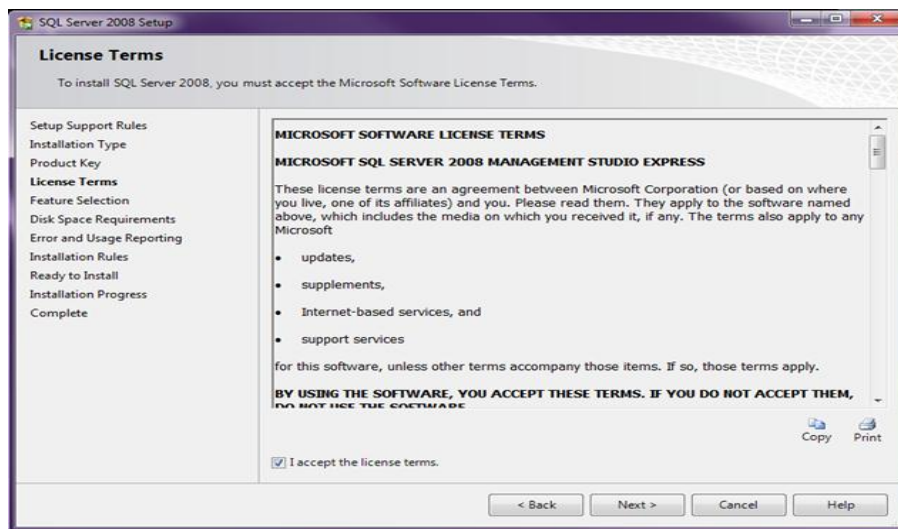 SQL Server 2008 Setup
License Terms
To install SQL Server 2008, you must accept the Microsoft Software License Terms.
Setup Support Rules
Installation Type
Product Key
License Terms
Feature Selection
Disk Space Requirements
Error and Usage Reporting
Installation Rules
Ready to Install
Installation Progress
Complete
MICROSOFT SOFTWARE LICENSE TERMS
MICROSOFT SQL SERVER 2008 MANAGEMENT STUDIO EXPRESS
These license terms are an agreement between Microsoft Corporation (or based on where
you live, one of its affiliates) and you. Please read them. They apply to the software named
above, which includes the media on which you received it, if any. The terms also apply to any
Microsoft
• updates,
• supplements,
• Internet-based services, and
• support services
for this software, unless other terms accompany those items. If so, those terms apply.
BY USING THE SOFTWARE, YOU ACCEPT THESE TERMS. IF YOU DO NOT ACCEPT THEM,
DO NOT USE THE SOFTWARE
Copy Print
I accept the license terms.
< Back Next > Cancel Help